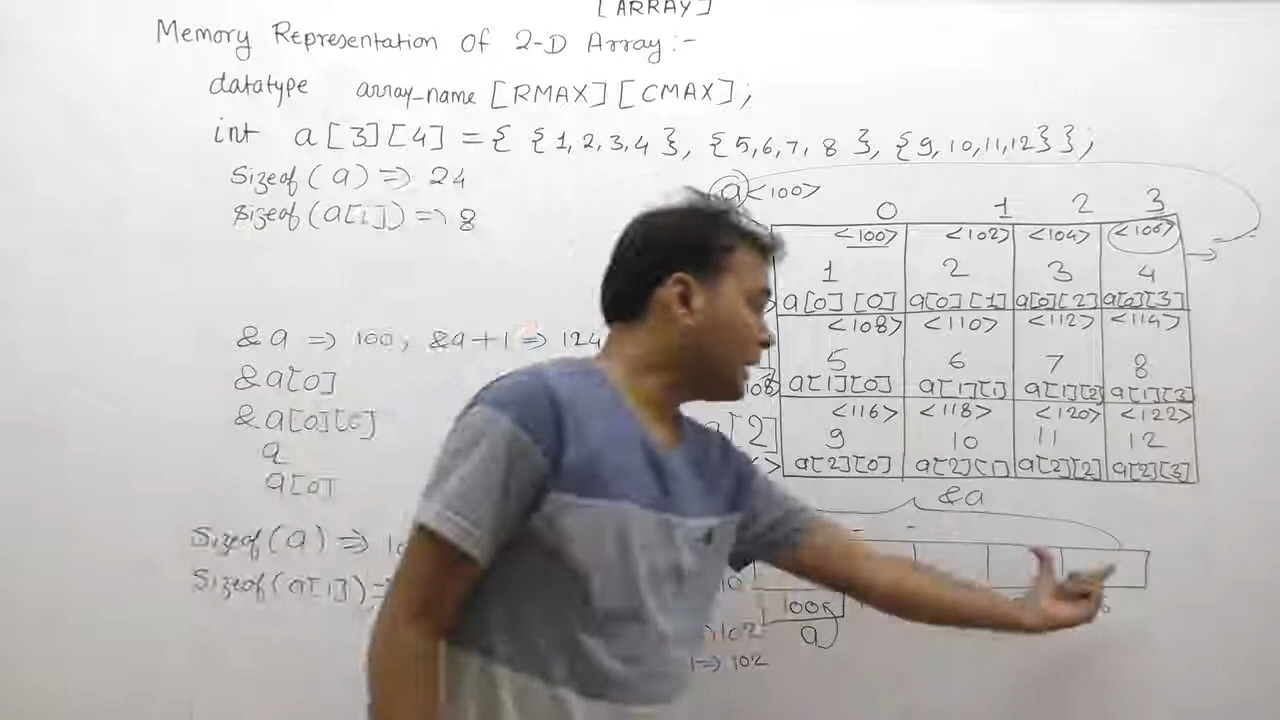 [ARRAY]
Memory Representation Of 2-D Array:-
datatype array_name [RMAX][CMAX];
int a[3][4] = { {1,2,3,4}, {5,6,7,8}, {9,10,11,12} };
Sizeof(a) => 24
Sizeof(a[i]) => 8
a <100>
0 1 2 3
<100> <102> <104> <106>
1 2 3 4
a[0][0] a[0][1] a[0][2] a[0][3]
<108> <110> <112> <114>
5 6 7 8
a[1][0] a[1][1] a[1][2] a[1][3]
<116> <118> <120> <122>
9 10 11 12
a[2][0] a[2][1] a[2][2] a[2][3]
a[2]
&a => 100, &a+1 => 124
&a[0]
&a[0][0]
a
a[0]
&a
Sizeof(a) =>
Sizeof(a[i]) =>
100
a
=> 102